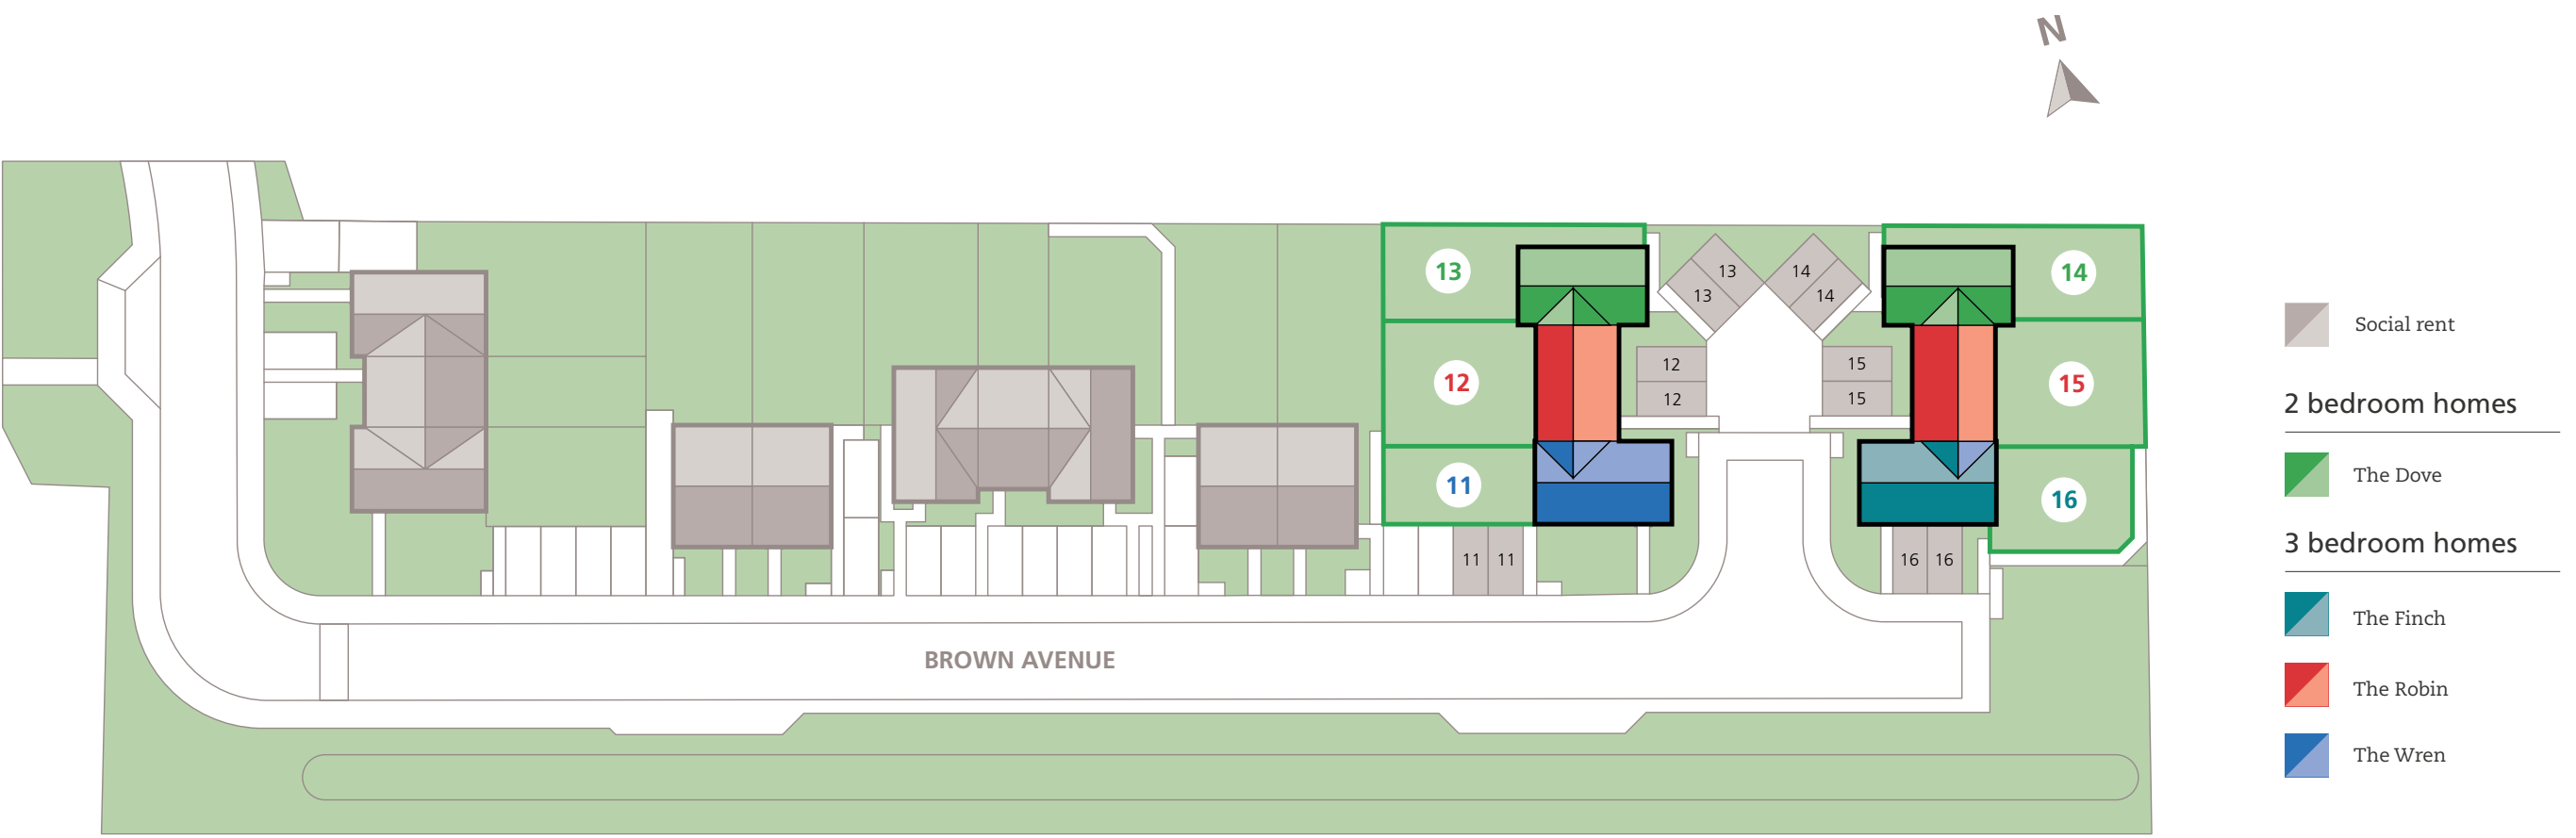 N
13
14
13
14
13
14
12
15
12
15
12
15
11
16
11
11
16
16
BROWN AVENUE
Social rent
2 bedroom homes
The Dove
3 bedroom homes
The Finch
The Robin
The Wren